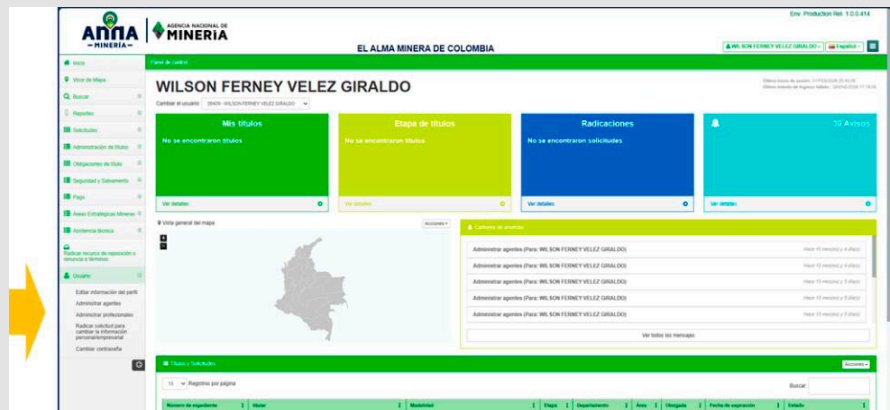 Env. Production Rel. 1.0.0.414
ANNA
-MINERÍA-
AGENCIA NACIONAL DE
MINERÍA
EL ALMA MINERA DE COLOMBIA
WILSON FERNEY VELEZ GIRALDO
Español
Inicio
Panel de control
Visor de Mapa
Buscar
Reportes
Solicitudes
Administración de títulos
Obligaciones de título
Seguridad y Salvamento
Pago
Áreas Estratégicas Mineras
Asistencia técnica
Radicar recurso de reposición o
renuncia a términos
Usuario
Editar información del perfil
Administrar agentes
Administrar profesionales
Radicar solicitud para
cambiar la información
personal/empresarial
Cambiar contraseña
WILSON FERNEY VELEZ GIRALDO
Cambiar el usuario
WILSON FERNEY VELEZ GIRALDO
Mis títulos
No se encontraron títulos
Ver detalles
Etapa de títulos
No se encontraron títulos
Ver detalles
Radicaciones
No se encontraron solicitudes
Ver detalles
Avisos
Ver detalles
Vista general del mapa
Acciones
Cartelera de anuncios
Administrar agentes (Para: WILSON FERNEY VELEZ GIRALDO)
Administrar agentes (Para: WILSON FERNEY VELEZ GIRALDO)
Administrar agentes (Para: WILSON FERNEY VELEZ GIRALDO)
Administrar agentes (Para: WILSON FERNEY VELEZ GIRALDO)
Administrar agentes (Para: WILSON FERNEY VELEZ GIRALDO)
Ver todos los mensajes
Títulos y Solicitudes
Acciones
10 Registros por página
Buscar:
Número de expediente Titular Modalidad Etapa Departamento Área Otorgada Fecha de expiración Estado